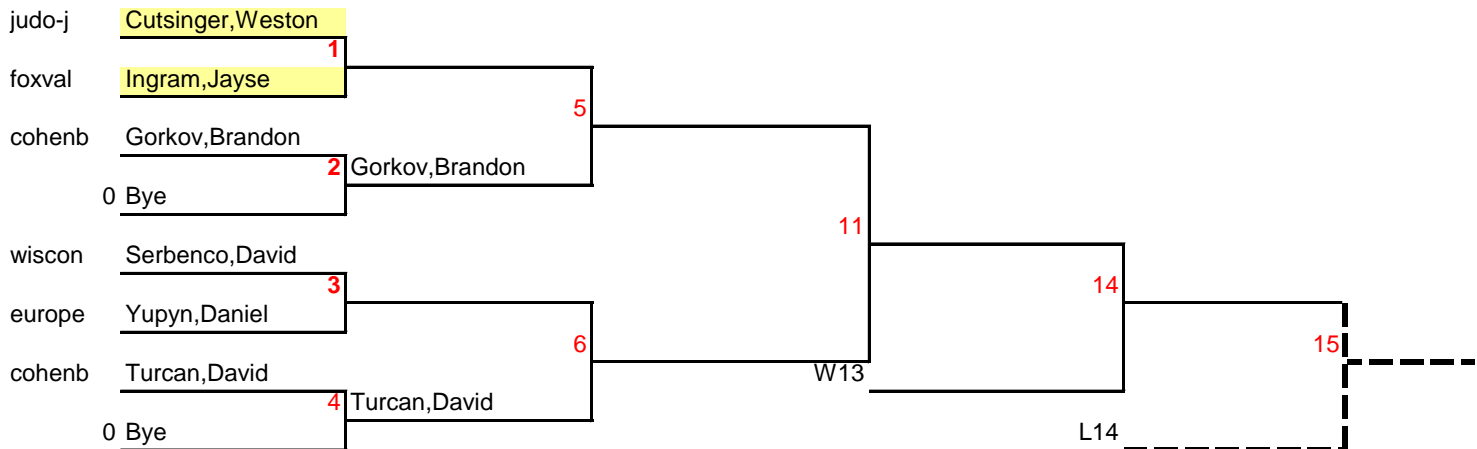 judo-j Cutsinger,Weston
1
foxval Ingram,Jayse
5
cohenb Gorkov,Brandon
2 Gorkov,Brandon
0 Bye
11
wiscon Serbenco,David
3
14
europe Yupyn,Daniel
6
15
cohenb Turcan,David
W13
4 Turcan,David
0 Bye
L14